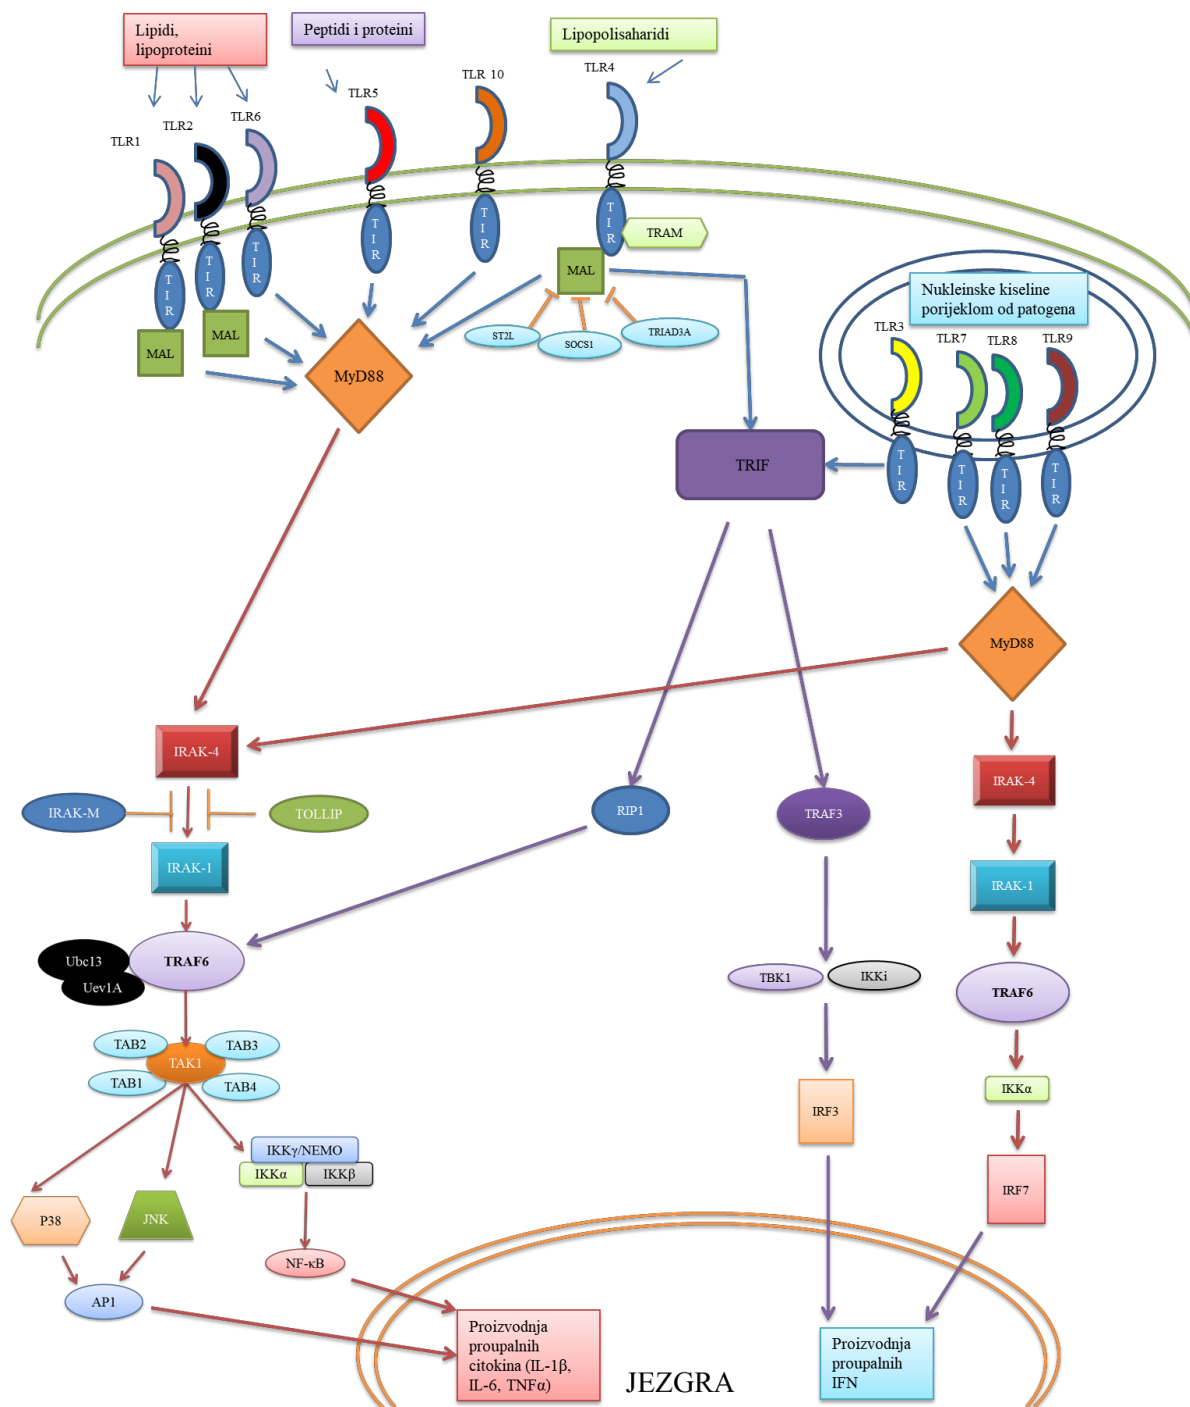 Lipidi,
lipoproteini
Peptidi i proteini
Lipopolisaharidi
TLR1
TLR2
TLR6
TLR5
TLR 10
TLR4
TIR
TIR
TIR
TIR
TIR
TIR
TRAM
MAL
MAL
MAL
ST2L
SOCS1
TRIAD3A
MyD88
Nukleinske kiseline
porijeklom od patogena
TLR3
TLR7
TLR8
TLR9
TIR
TIR
TIR
TIR
TRIF
MyD88
IRAK-4
IRAK-M
TOLLIP
IRAK-1
RIP1
TRAF3
IRAK-4
IRAK-1
Ubc13
Uev1A
TRAF6
TBK1
IKKi
TRAF6
TAB2
TAB3
TAK1
TAB1
TAB4
IKKα
IRF3
IKKγ/NEMO
IKKα
IKKβ
IRF7
P38
JNK
NF-κB
AP1
Proizvodnja
proupalnih
citokina (IL-1β,
IL-6, TNFα)
JEZGRA
Proizvodnja
proupalnih
IFN